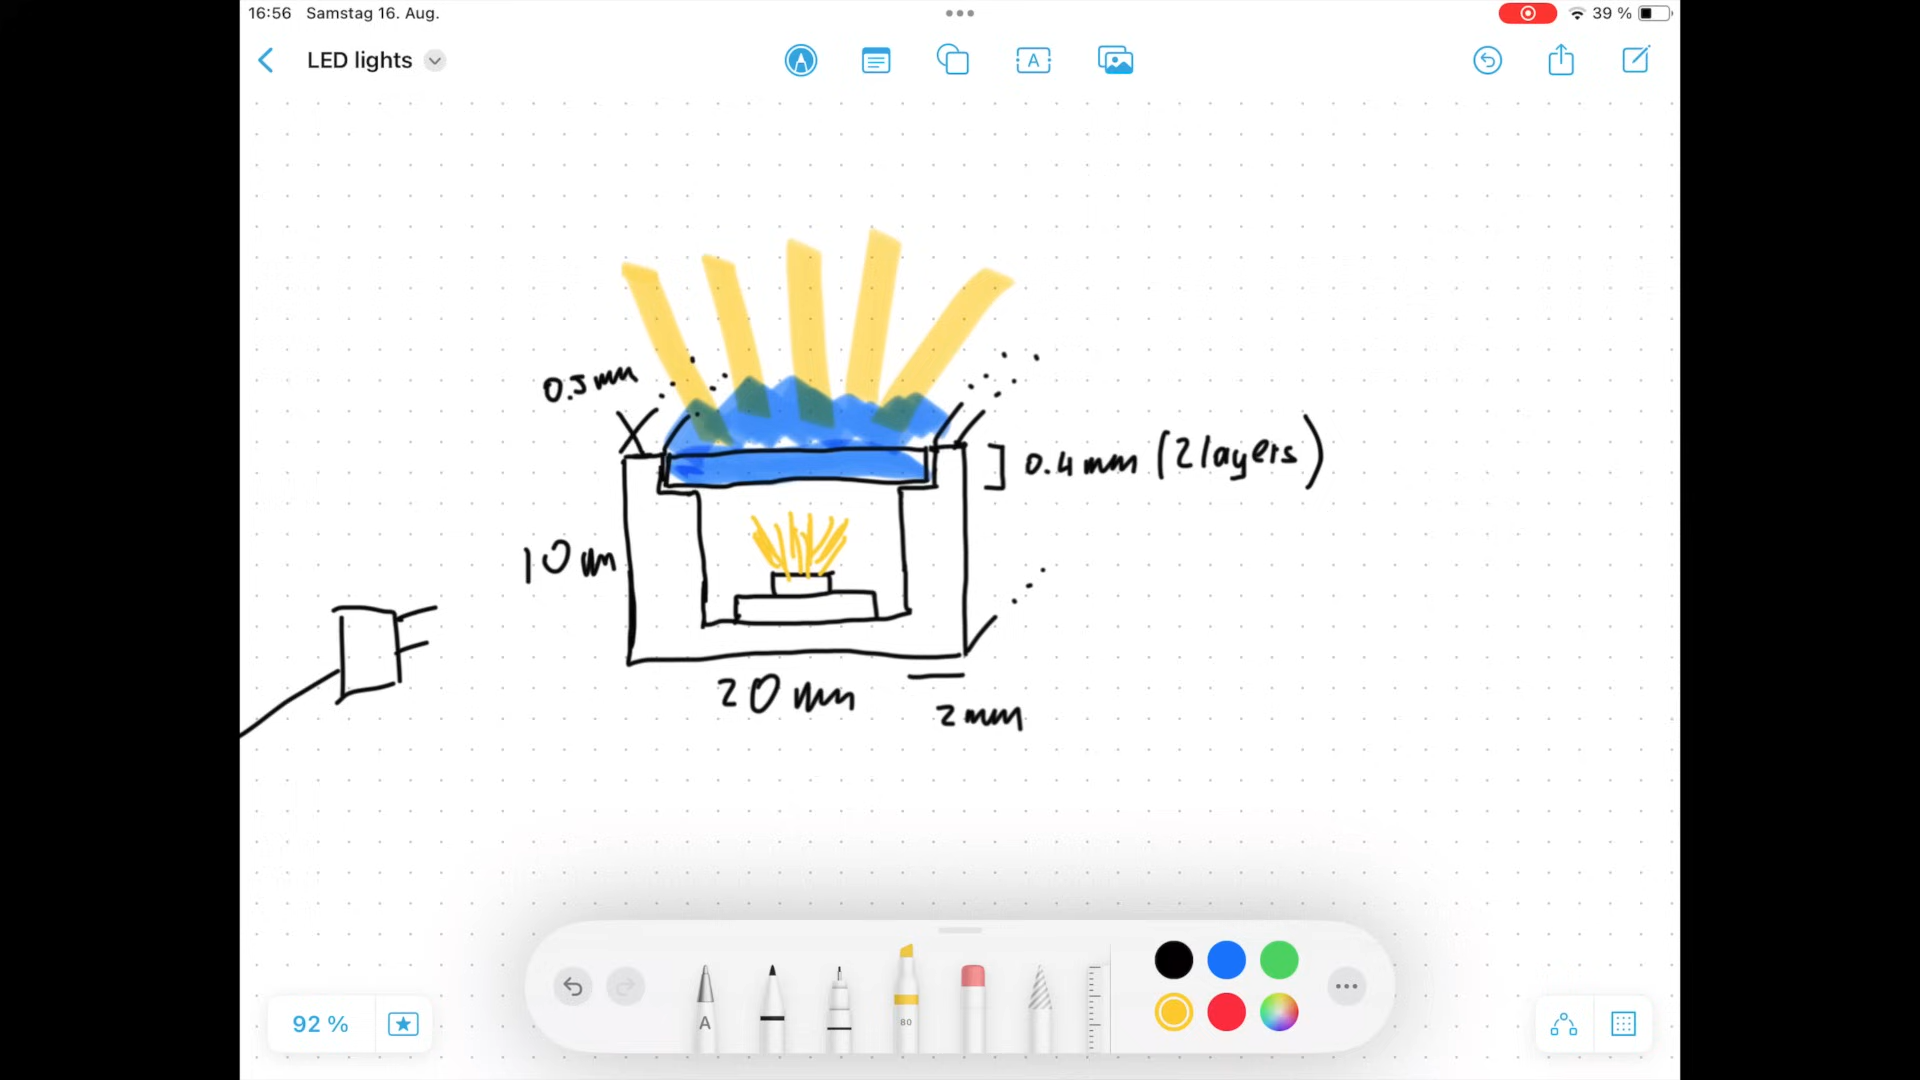 16:56 Samstag 16. Aug.
39 %
LED lights
A
0.5 mm
0.4 mm (2 layers)
10 mm
20 mm
2 mm
A
80
92 %